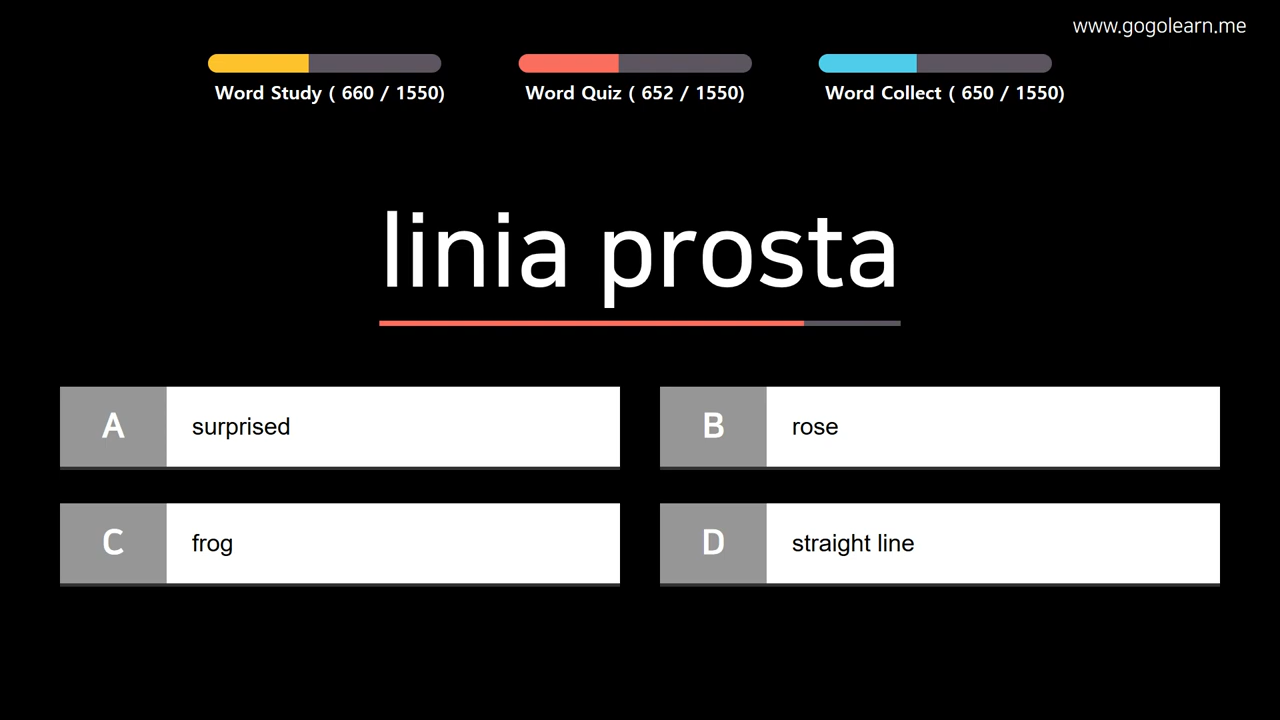 www.gogolearn.me
Word Study ( 660 / 1550)
Word Quiz ( 652 / 1550)
Word Collect ( 650 / 1550)
linia prosta
A
surprised
B
rose
C
frog
D
straight line